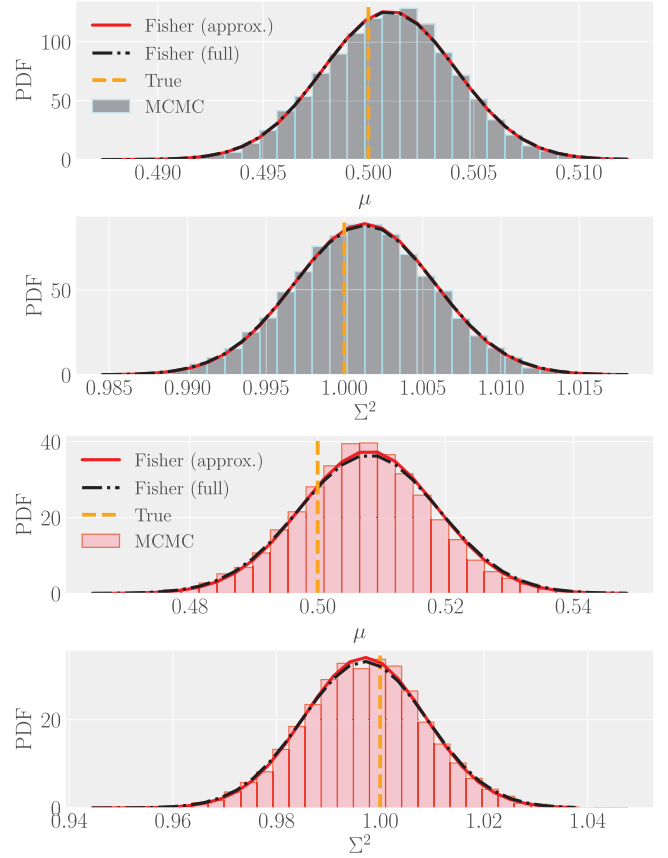 PDF
100
50
0
Fisher (approx.)
Fisher (full)
True
MCMC
0.490 0.495 0.500 0.505 0.510
μ
PDF
50
0
0.985 0.990 0.995 1.000 1.005 1.010 1.015
Σ²
PDF
40
20
0
Fisher (approx.)
Fisher (full)
True
MCMC
0.48 0.50 0.52 0.54
μ
PDF
20
0
0.94 0.96 0.98 1.00 1.02 1.04
Σ²